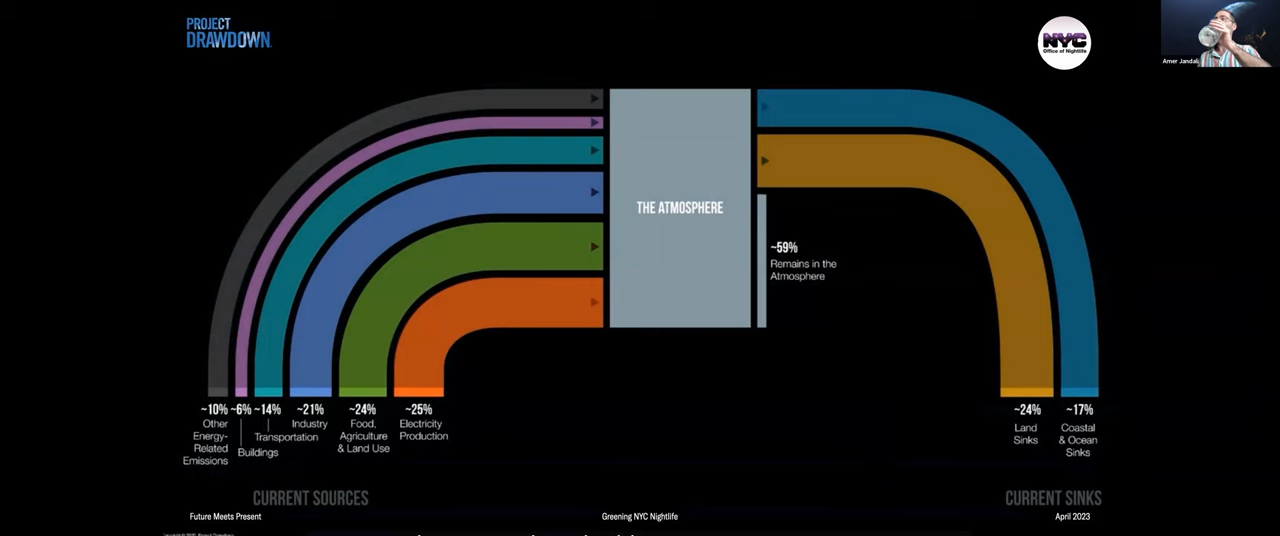 PROJECT
DRAWDOWN.
NYC
Office of Nightlife
Amer Jandali
THE ATMOSPHERE
~59%
Remains in the
Atmosphere
~10%
Other
Energy-
Related
Emissions
~6%
Buildings
~14%
Transportation
~21%
Industry
~24%
Food,
Agriculture
& Land Use
~25%
Electricity
Production
~24%
Land
Sinks
~17%
Coastal
& Ocean
Sinks
CURRENT SOURCES
CURRENT SINKS
Future Meets Present
Greening NYC Nightlife
April 2023